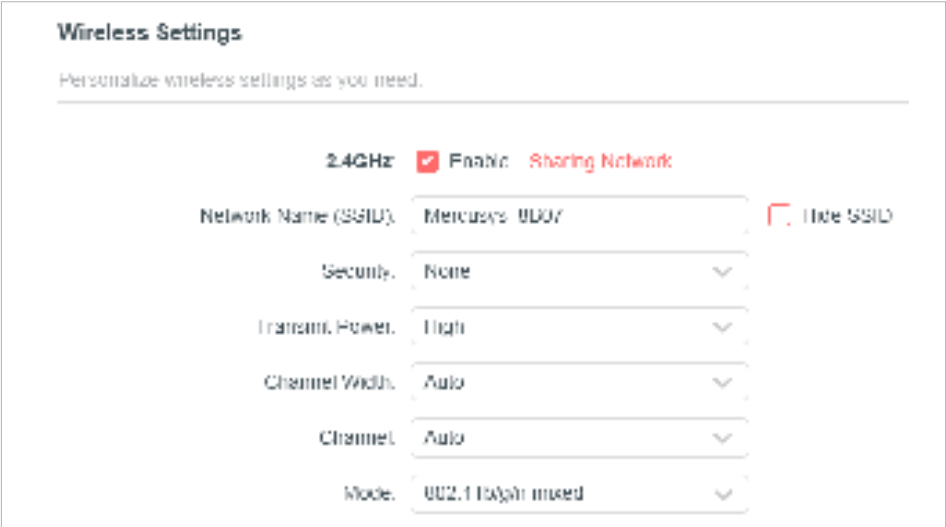 Wireless Settings
Personalize wireless settings as you need.
2.4GHz: Enable Sharing Network
Network Name (SSID): Mercusys_8B07 Hide SSID
Security: None
Transmit Power: High
Channel Width: Auto
Channel: Auto
Mode: 802.11b/g/n mixed